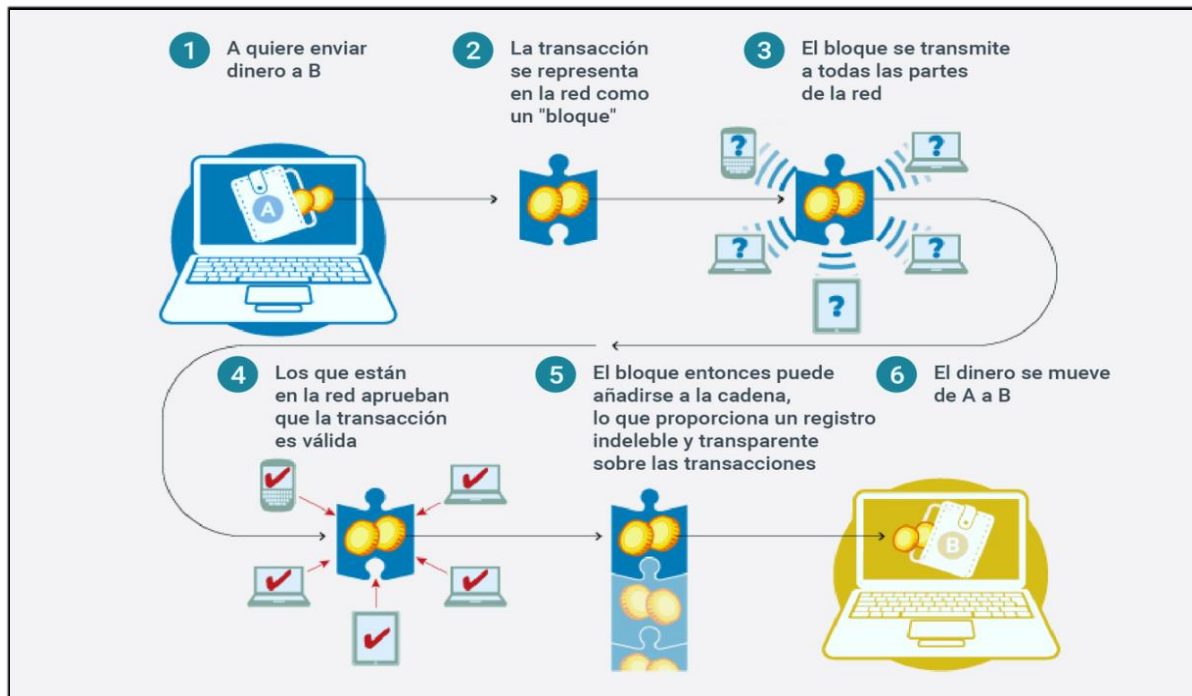 1
A quiere enviar
dinero a B
2
La transacción
se representa
en la red como
un "bloque"
3
El bloque se transmite
a todas las partes
de la red
A
?
?
?
?
?
4
Los que están
en la red aprueban
que la transacción
es válida
5
El bloque entonces puede
añadirse a la cadena,
lo que proporciona un registro
indeleble y transparente
sobre las transacciones
6
El dinero se mueve
de A a B
B